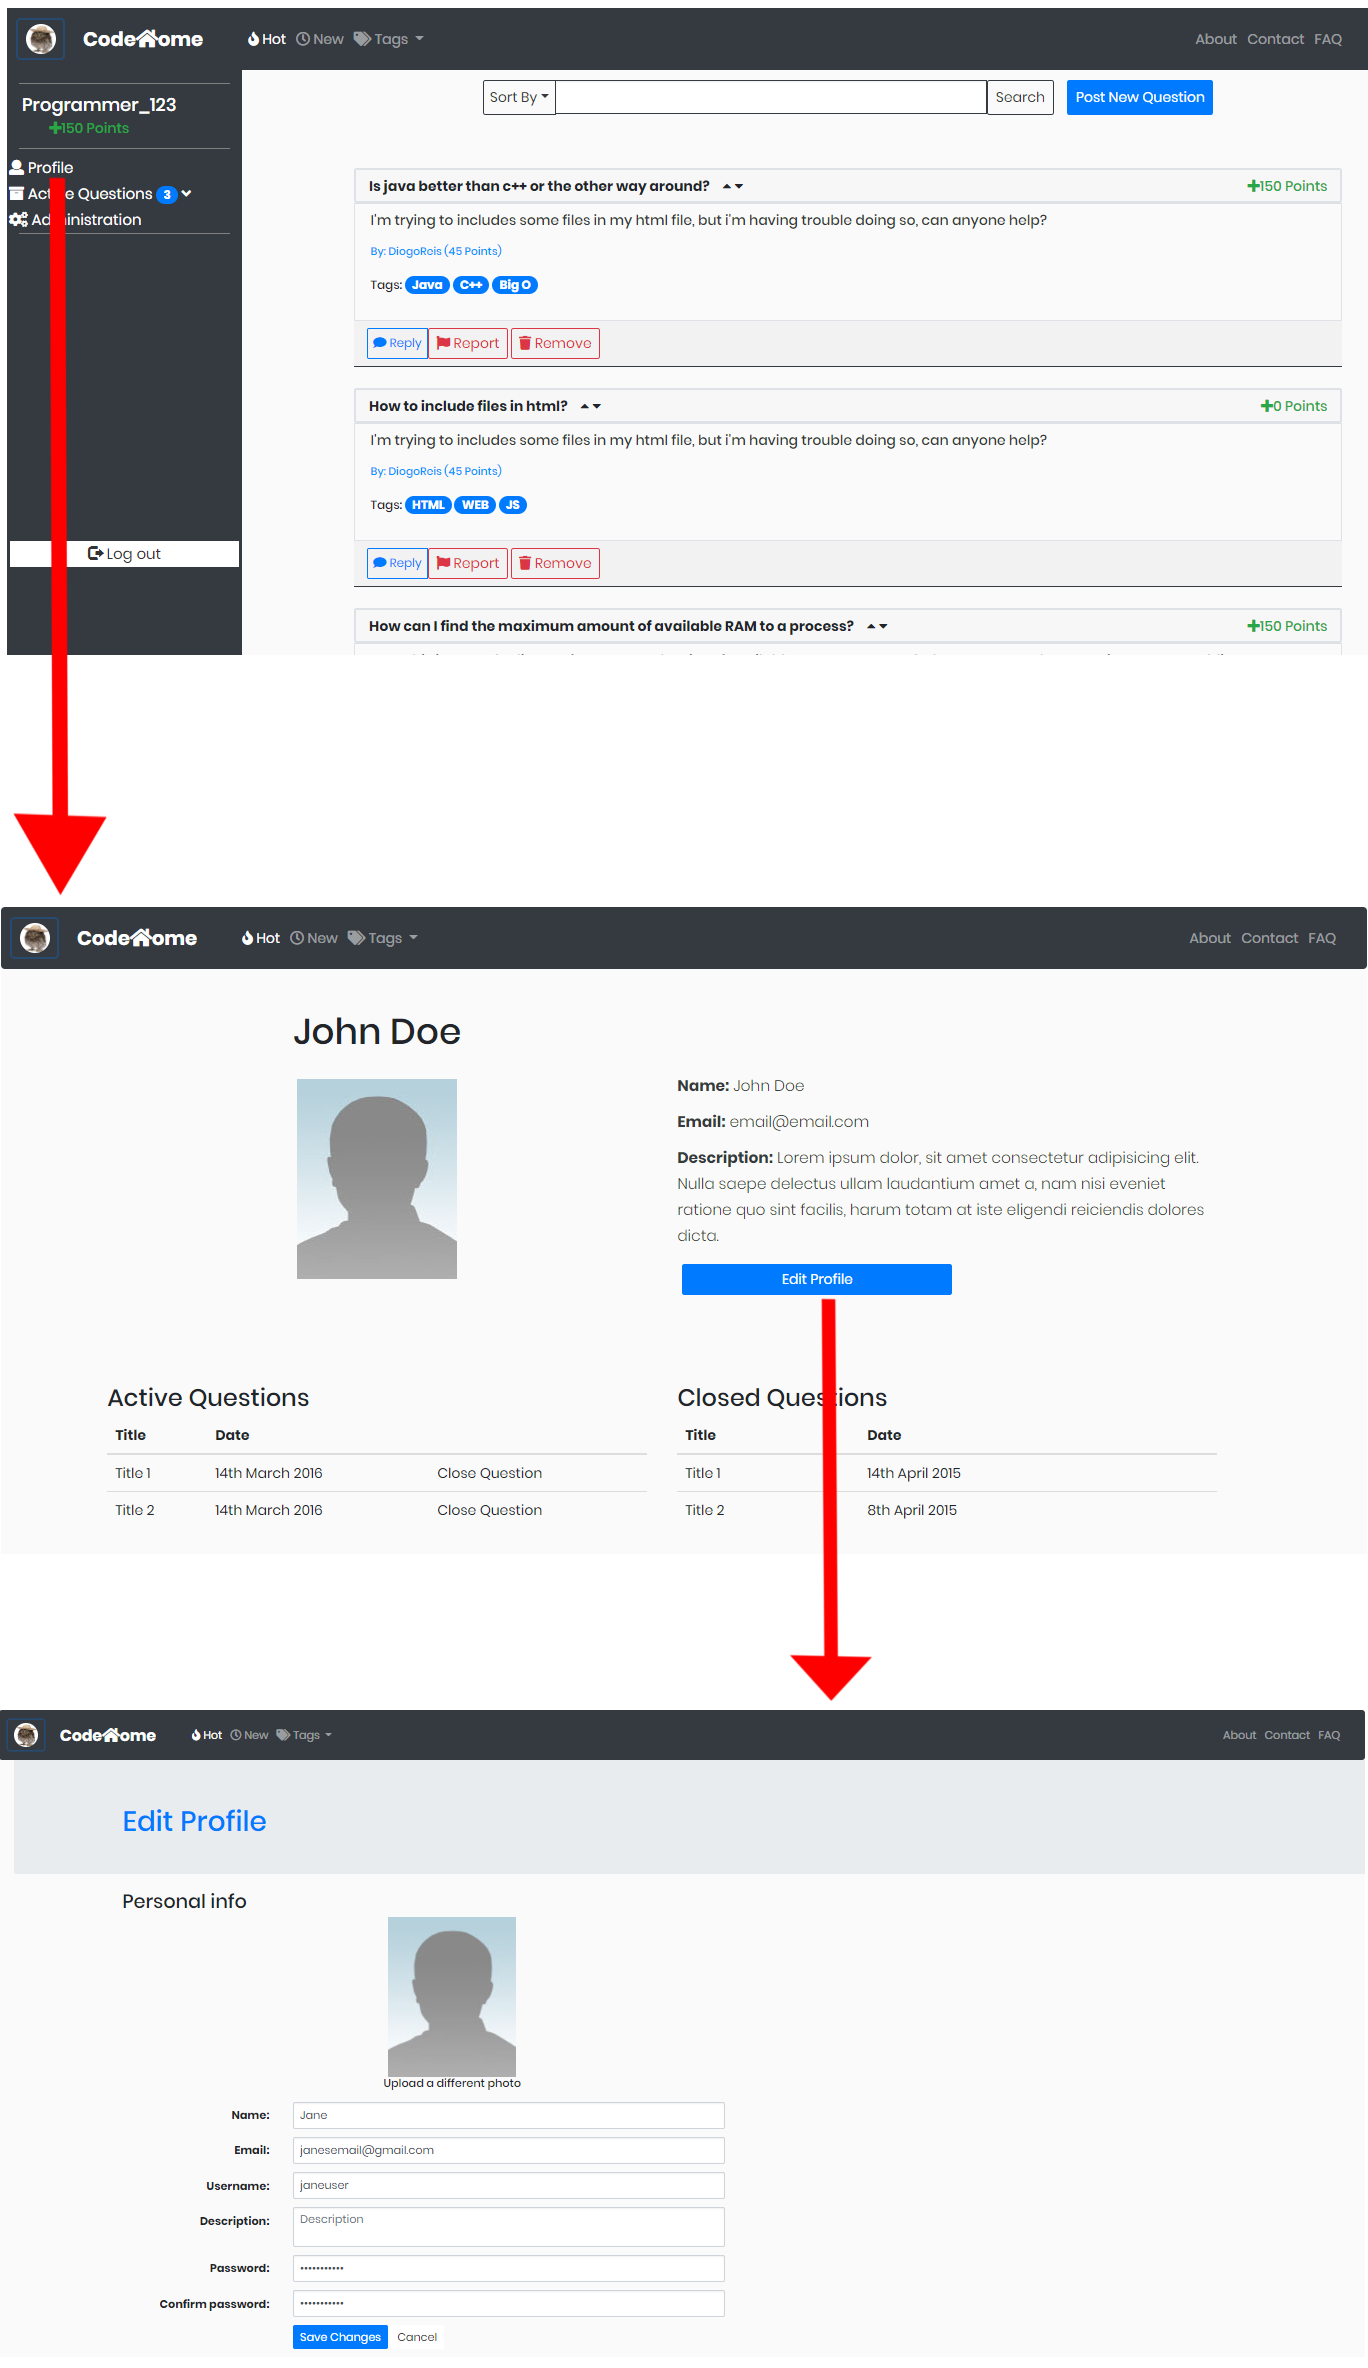 CodeHome Hot New Tags About Contact FAQ
Programmer_123
+150 Points
Profile
Active Questions 3
Administration
Log out
Sort By Search Post New Question
Is java better than c++ or the other way around? +150 Points
I'm trying to includes some files in my html file, but i'm having trouble doing so, can anyone help?
By: DiogoReis (45 Points)
Tags: Java C++ Big O
Reply Report Remove
How to include files in html? +0 Points
I'm trying to includes some files in my html file, but i'm having trouble doing so, can anyone help?
By: DiogoReis (45 Points)
Tags: HTML WEB JS
Reply Report Remove
How can I find the maximum amount of available RAM to a process? +150 Points
CodeHome Hot New Tags About Contact FAQ
John Doe
Name: John Doe
Email: email@email.com
Description: Lorem ipsum dolor, sit amet consectetur adipisicing elit.
Nulla saepe delectus ullam laudantium amet a, nam nisi eveniet
ratione quo sint facilis, harum totam at iste eligendi reiciendis dolores
dicta.
Edit Profile
Active Questions
Title Date
Title 1 14th March 2016 Close Question
Title 2 14th March 2016 Close Question
Closed Questions
Title Date
Title 1 14th April 2015
Title 2 8th April 2015
CodeHome Hot New Tags About Contact FAQ
Edit Profile
Personal info
Upload a different photo
Name: Jane
Email: janesemail@gmail.com
Username: janeuser
Description: Description
Password: •••••••••••
Confirm password: •••••••••••
Save Changes Cancel